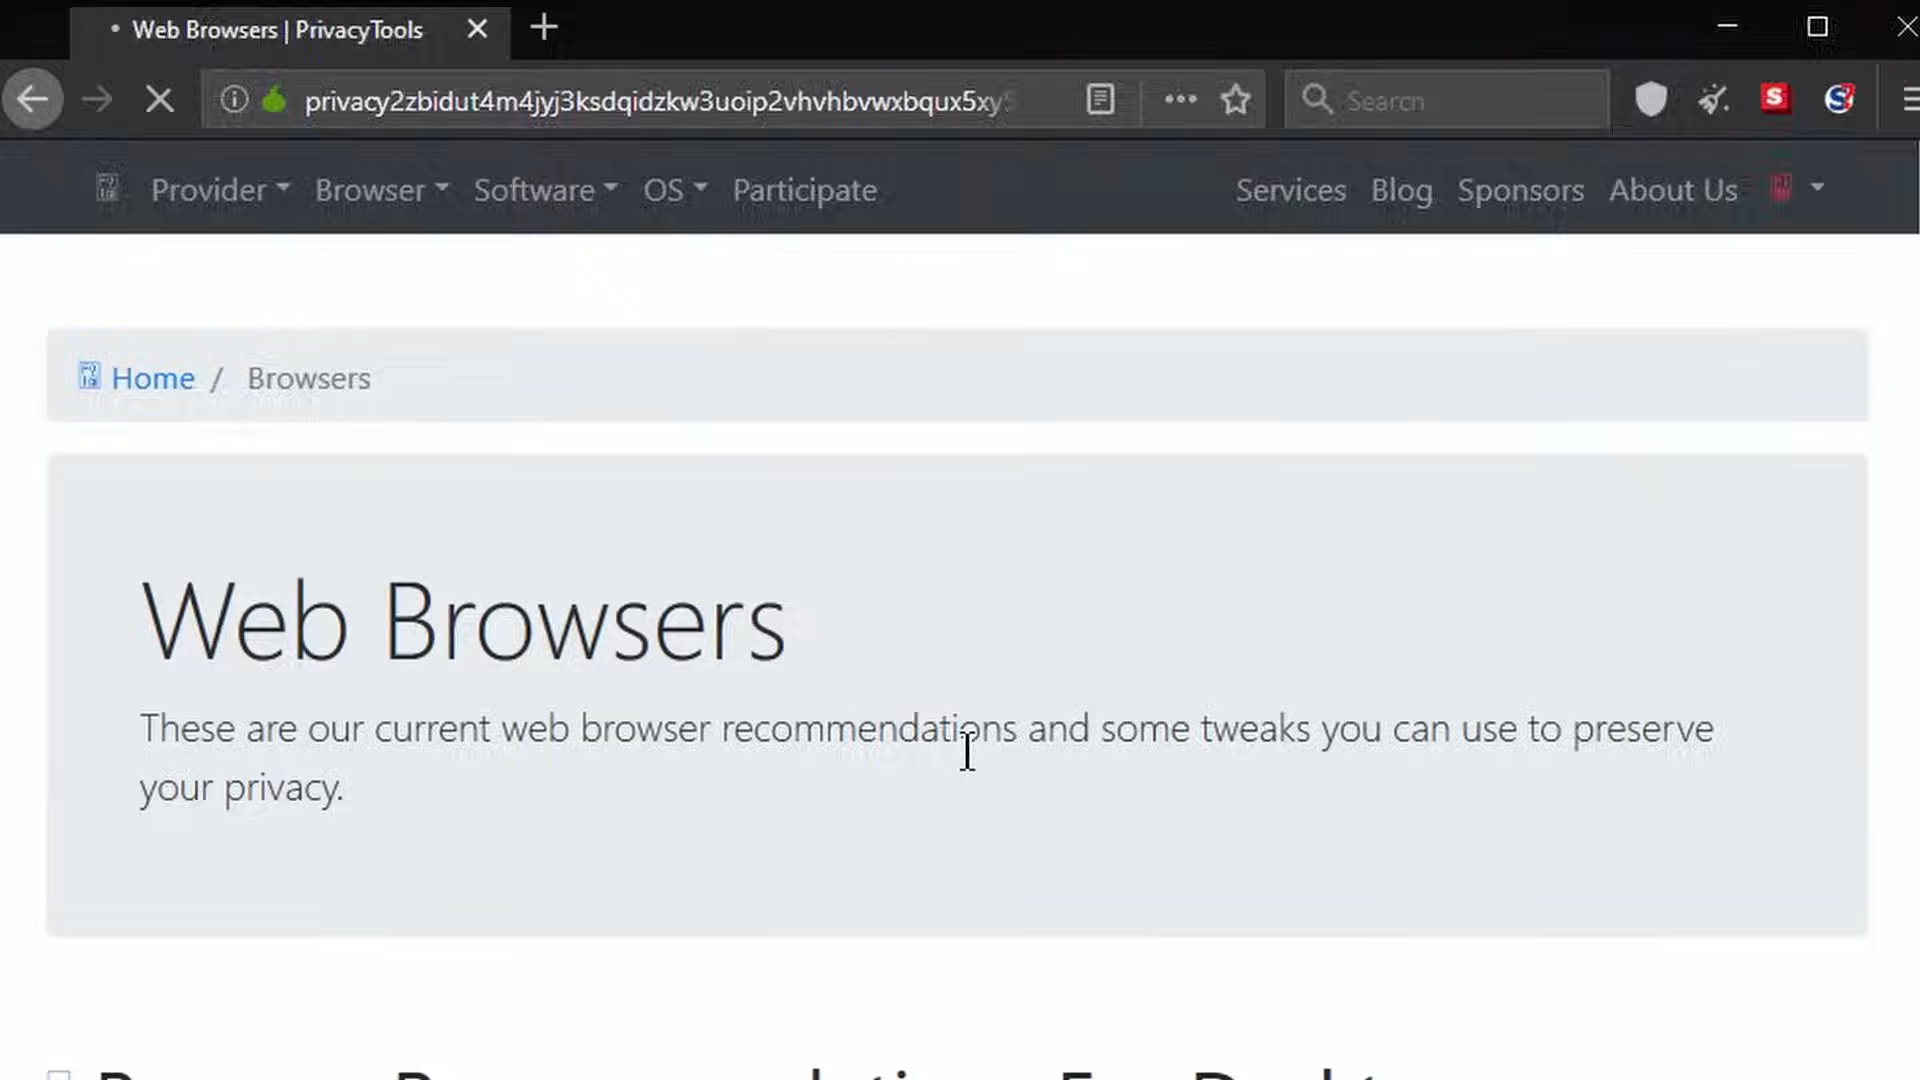 Web Browsers | PrivacyTools
privacy2zbidut4m4jyj3ksdqidzkw3uoip2vhvhbvwxbqux5xy5
Search
Provider Browser Software OS Participate Services Blog Sponsors About Us
Home / Browsers
Web Browsers
These are our current web browser recommendations and some tweaks you can use to preserve
your privacy.